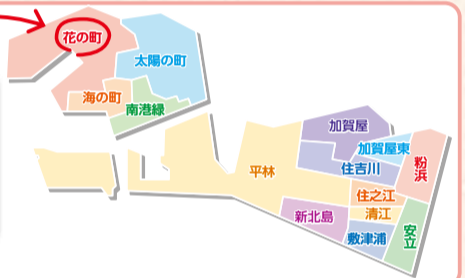 花の町
太陽の町
海の町
南港緑
加賀屋
加賀屋東
粉浜
住吉川
平林
住之江
新北島
清江
安立
敷津浦